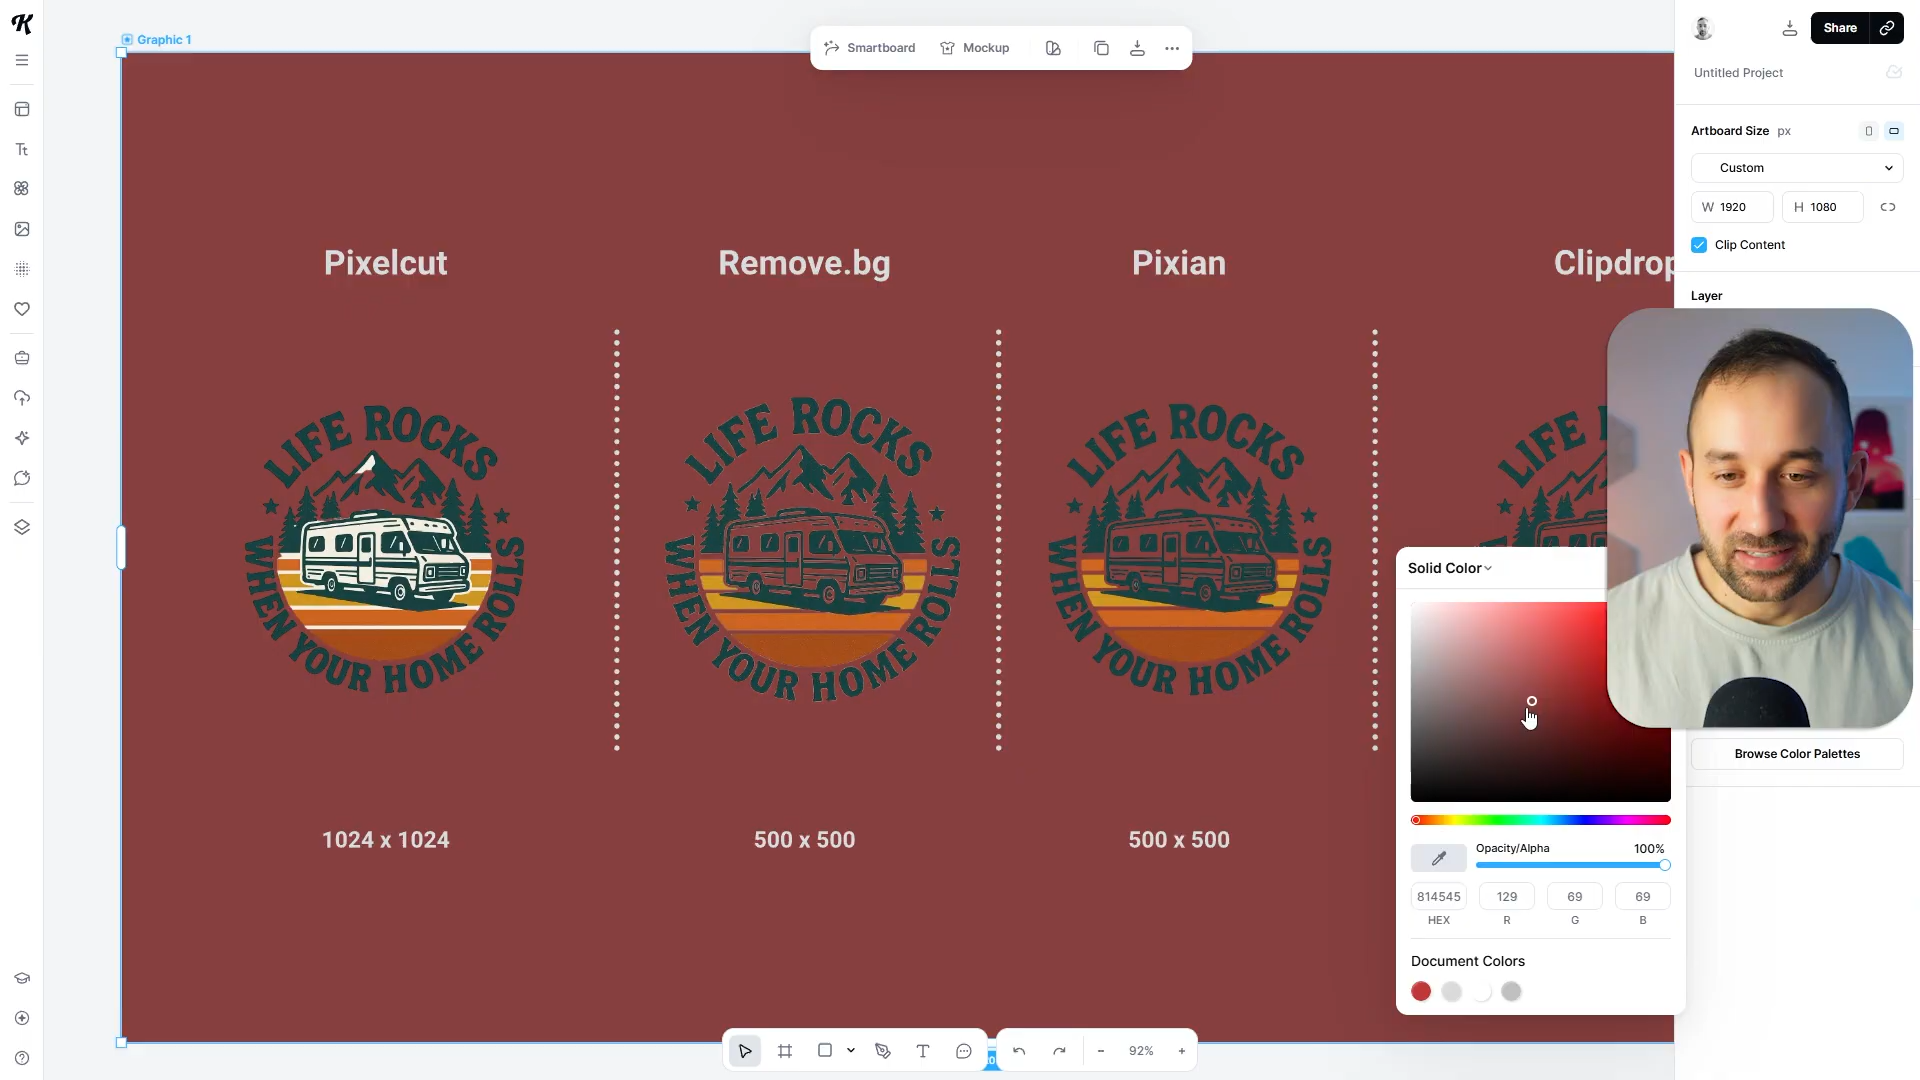 Graphic 1
Smartboard
Mockup
Share
Untitled Project
Artboard Size px
Custom
W 1920
H 1080
Clip Content
Layer
Pixelcut
Remove.bg
Pixian
Clipdrop
LIFE ROCKS
WHEN YOUR HOME ROLLS
LIFE ROCKS
WHEN YOUR HOME ROLLS
LIFE ROCKS
WHEN YOUR HOME ROLLS
LIFE
1024 x 1024
500 x 500
500 x 500
Solid Color
Browse Color Palettes
Opacity/Alpha 100%
814545 129 69 69
HEX R G B
Document Colors
92%